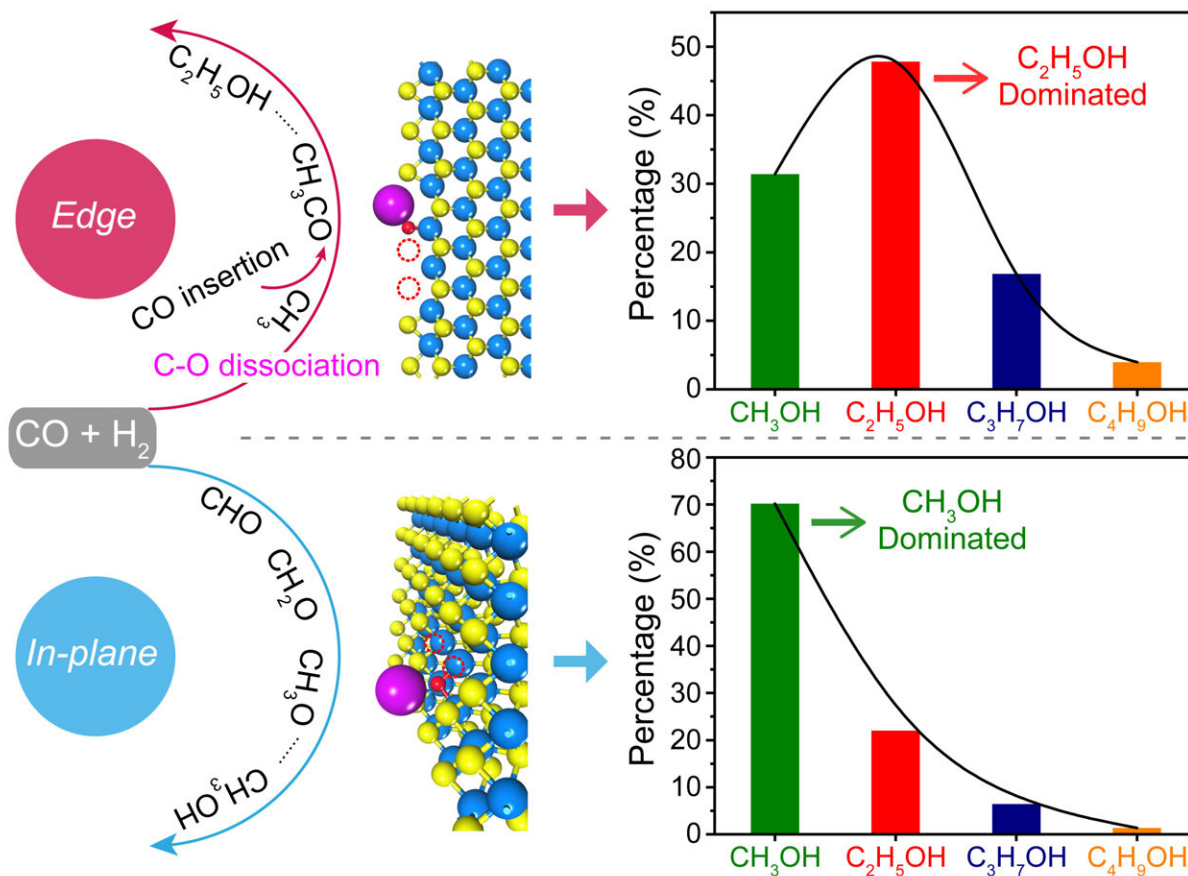 Edge
C₂H₅OH
......
CH₃CO
CO insertion
CH₃
C-O dissociation
CO + H₂
CHO
CH₂O
CH₃O
......
CH₃OH
In-plane
Percentage (%)
50
40
30
20
10
0
C₂H₅OH
Dominated
CH₃OH C₂H₅OH C₃H₇OH C₄H₉OH
Percentage (%)
80
70
60
50
40
30
20
10
0
CH₃OH
Dominated
CH₃OH C₂H₅OH C₃H₇OH C₄H₉OH